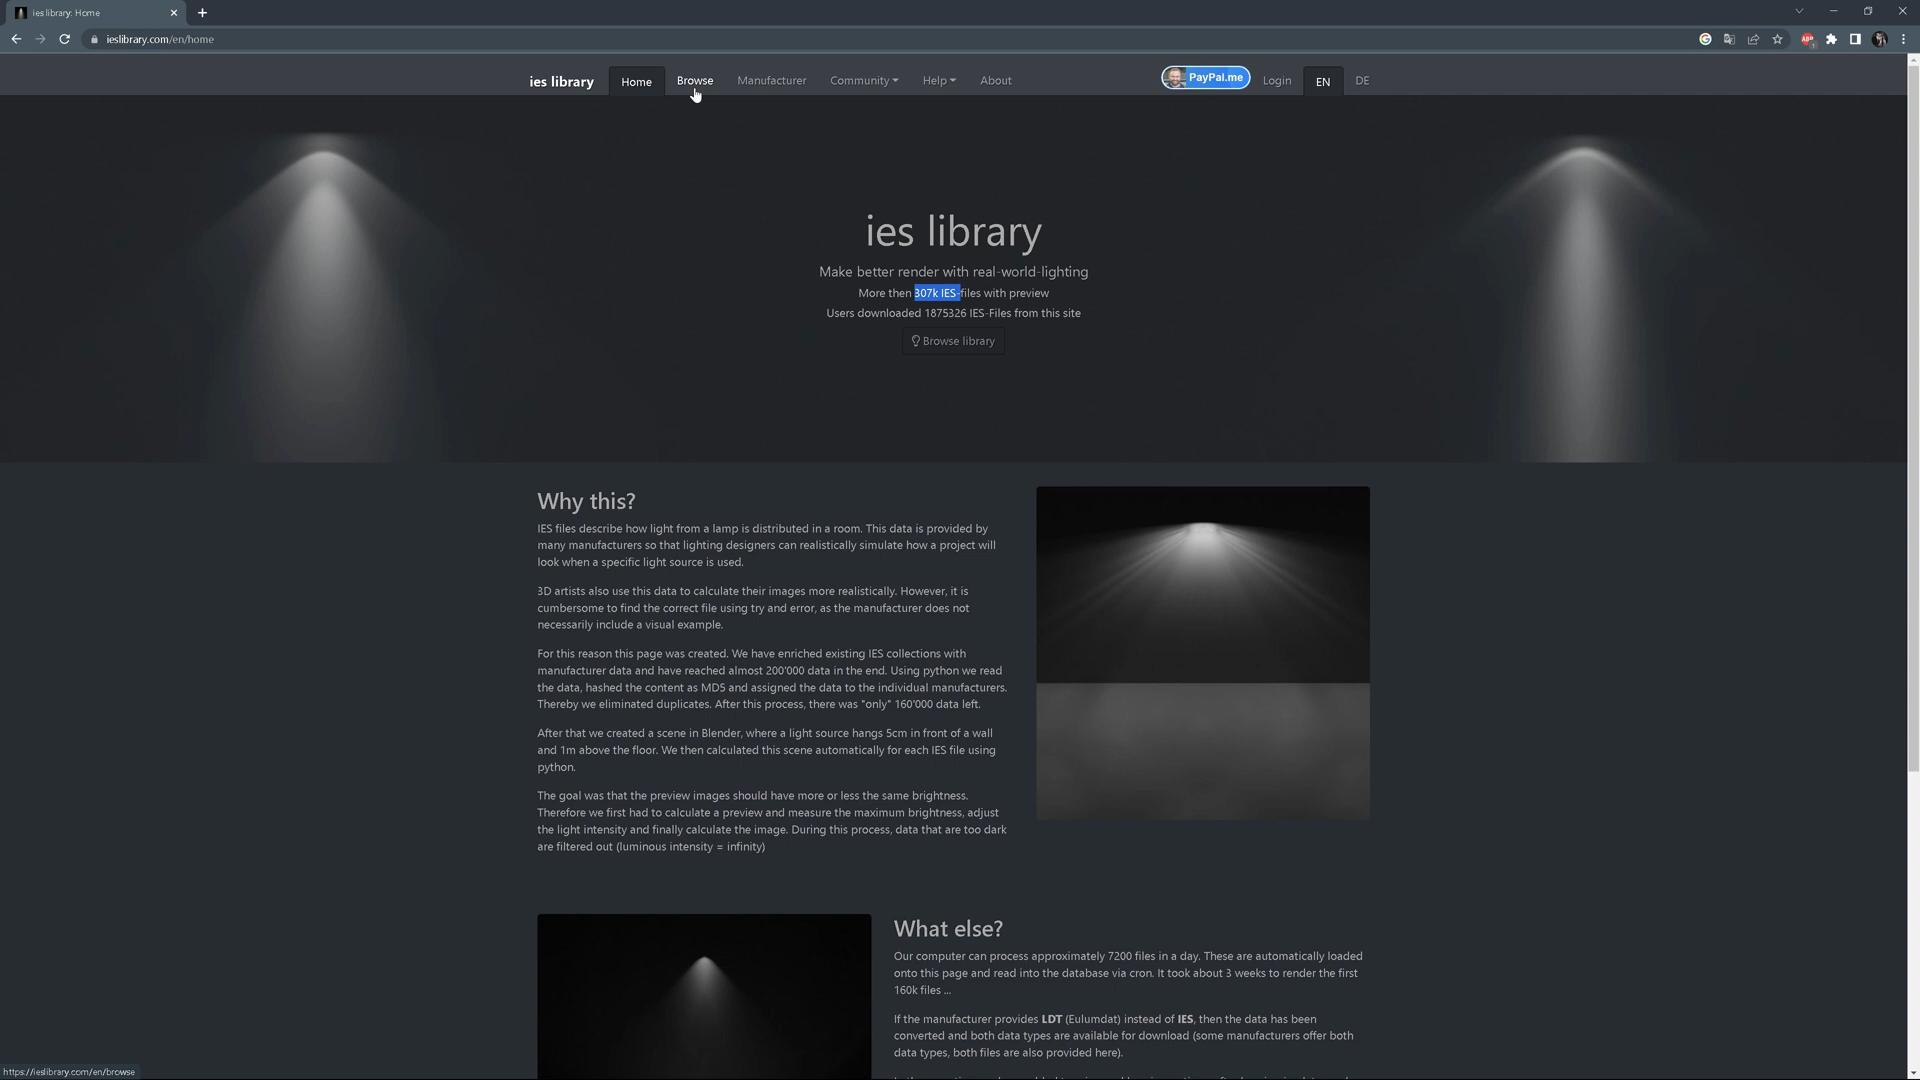 ies library: Home
ieslibrary.com/en/home
ies library Home Browse Manufacturer Community Help About PayPal.me Login EN DE
ies library
Make better render with real-world-lighting
More then 307k IES-files with preview
Users downloaded 1875326 IES-Files from this site
Browse library
Why this?
IES files describe how light from a lamp is distributed in a room. This data is provided by
many manufacturers so that lighting designers can realistically simulate how a project will
look when a specific light source is used.
3D artists also use this data to calculate their images more realistically. However, it is
cumbersome to find the correct file using try and error, as the manufacturer does not
necessarily include a visual example.
For this reason this page was created. We have enriched existing IES collections with
manufacturer data and have reached almost 200'000 data in the end. Using python we read
the data, hashed the content as MD5 and assigned the data to the individual manufacturers.
Thereby we eliminated duplicates. After this process, there was "only" 160'000 data left.
After that we created a scene in Blender, where a light source hangs 5cm in front of a wall
and 1m above the floor. We then calculated this scene automatically for each IES file using
python.
The goal was that the preview images should have more or less the same brightness.
Therefore we first had to calculate a preview and measure the maximum brightness, adjust
the light intensity and finally calculate the image. During this process, data that are too dark
are filtered out (luminous intensity = infinity)
What else?
Our computer can process approximately 7200 files in a day. These are automatically loaded
onto this page and read into the database via cron. It took about 3 weeks to render the first
160k files ...
If the manufacturer provides LDT (Eulumdat) instead of IES, then the data has been
converted and both data types are available for download (some manufacturers offer both
data types, both files are also provided here).
https://ieslibrary.com/en/browse